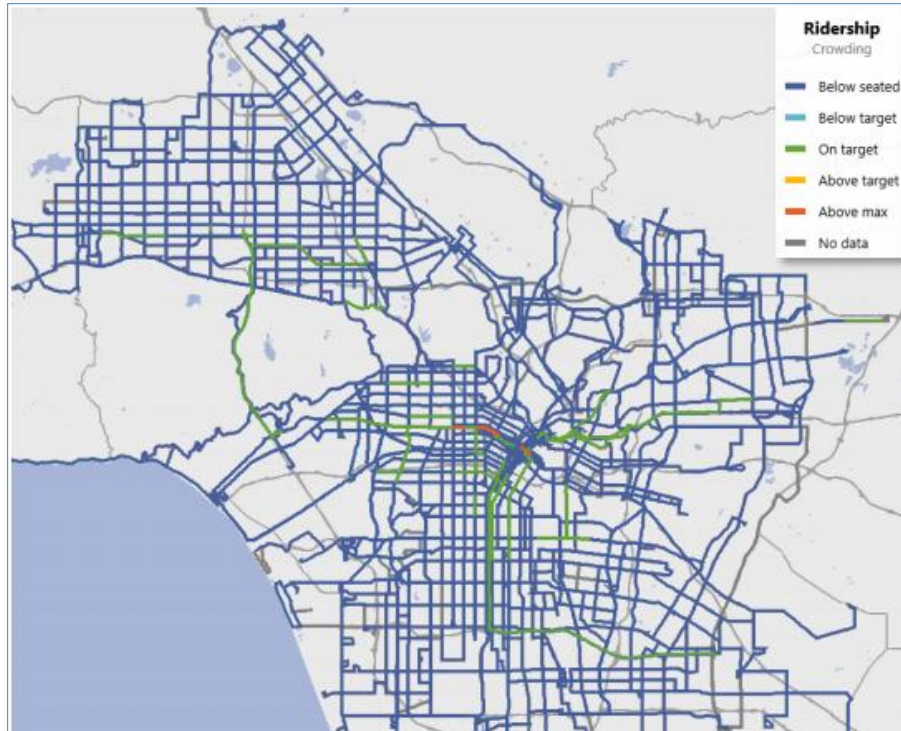 Ridership
Crowding
Below seated
Below target
On target
Above target
Above max
No data